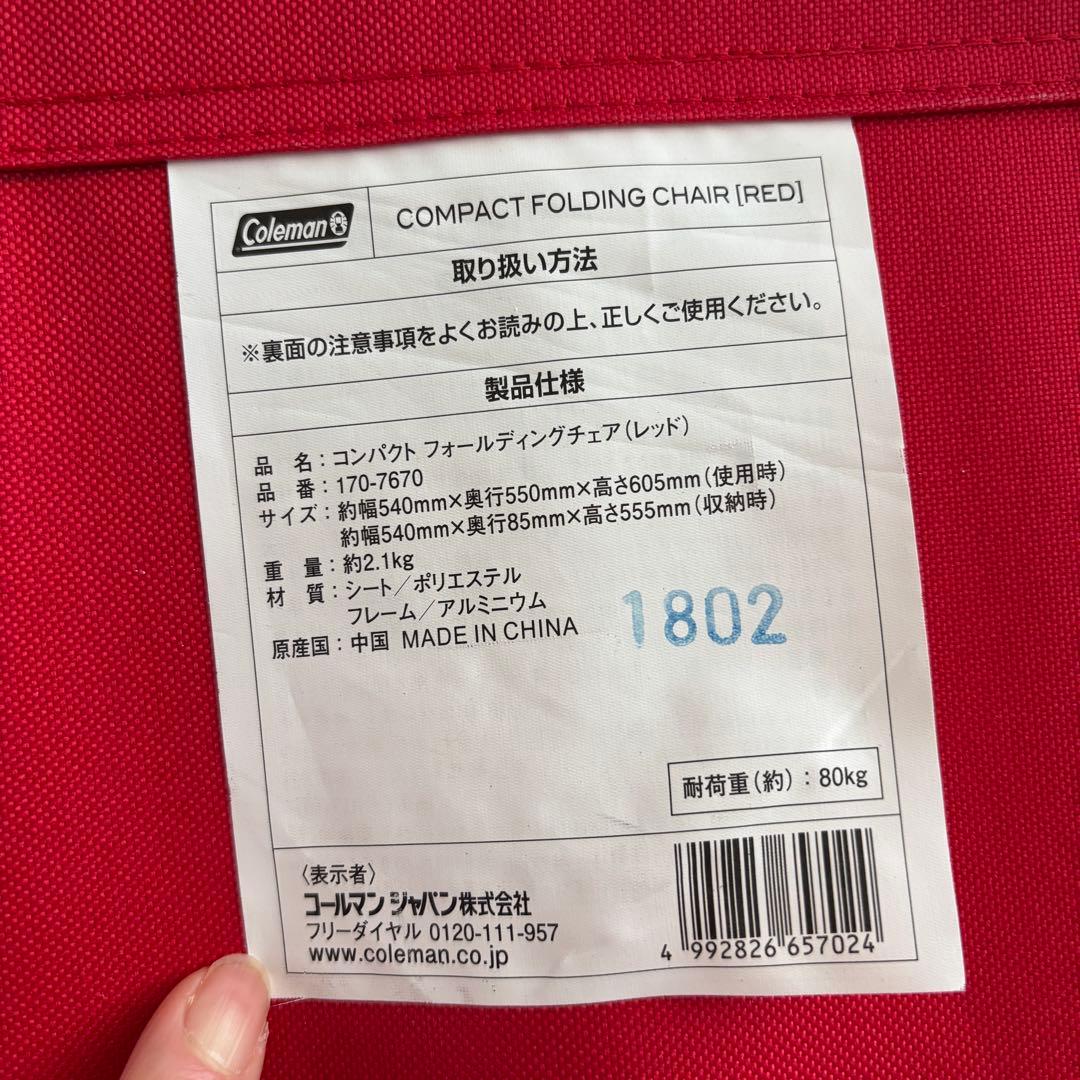 Coleman
COMPACT FOLDING CHAIR [RED]
取り扱い方法
※裏面の注意事項をよくお読みの上、正しくご使用ください。
製品仕様
品　名：コンパクト フォールディングチェア（レッド）
品　番：170-7670
サイズ：約幅540mm×奥行550mm×高さ605mm（使用時）
約幅540mm×奥行85mm×高さ555mm（収納時）
重　量：約2.1kg
材　質：シート／ポリエステル
フレーム／アルミニウム
原産国：中国 MADE IN CHINA
1802
耐荷重（約）：80kg
〈表示者〉
コールマン ジャパン株式会社
フリーダイヤル 0120-111-957
www.coleman.co.jp
4 992826 657024